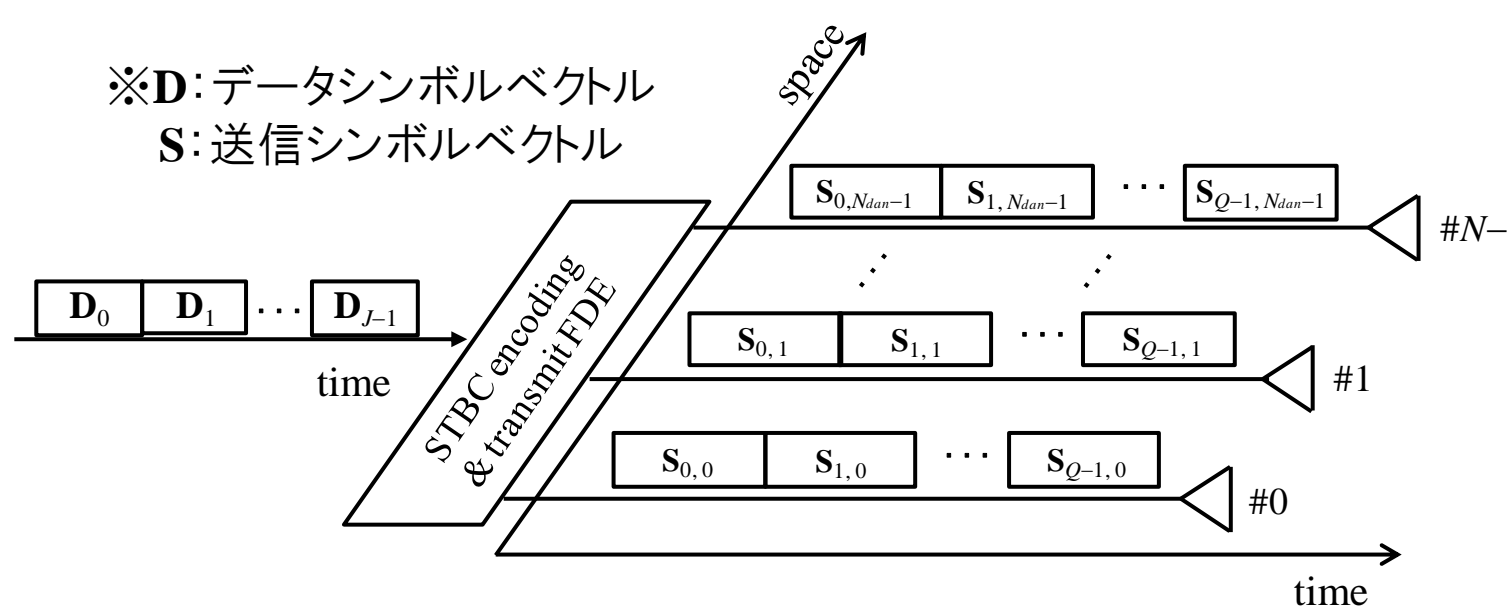 ※D：データシンボルベクトル
S：送信シンボルベクトル
space
S0,Ndan−1 S1, Ndan−1 ··· SQ−1, Ndan−1
#N–
D0 D1 ··· DJ−1
time
STBC encoding
& transmit FDE
S0, 1 S1, 1 ··· SQ−1, 1
#1
S0, 0 S1, 0 ··· SQ−1, 0
#0
time